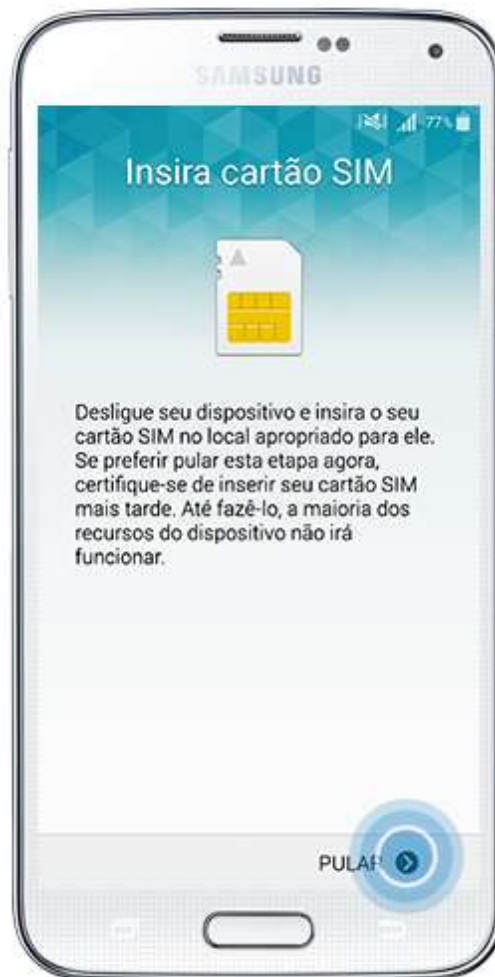 SAMSUNG
77%
Insira cartão SIM
Desligue seu dispositivo e insira o seu
cartão SIM no local apropriado para ele.
Se preferir pular esta etapa agora,
certifique-se de inserir seu cartão SIM
mais tarde. Até fazê-lo, a maioria dos
recursos do dispositivo não irá
funcionar.
PULAR